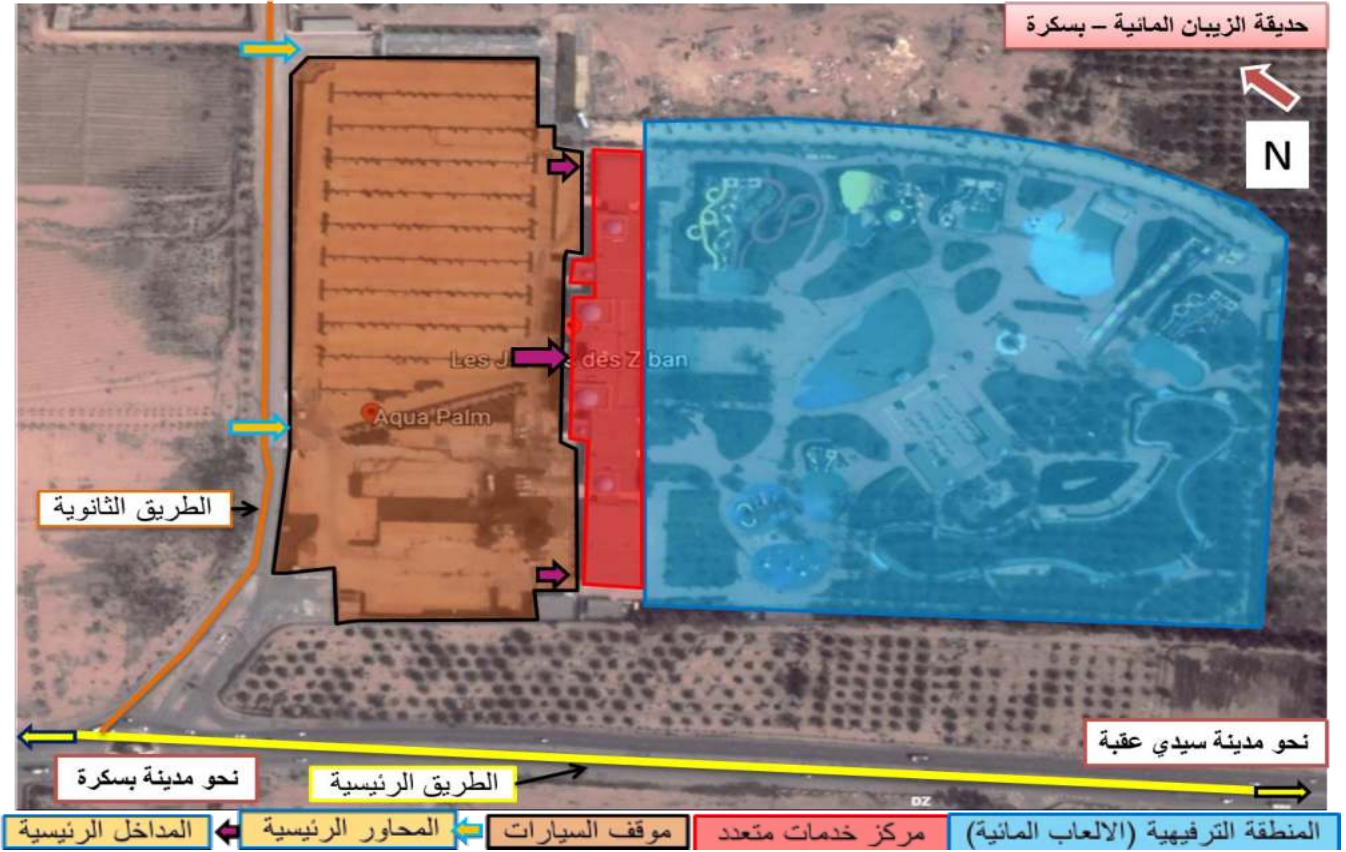 حديقة الزيبان المائية – بسكرة
N
Les J
dés Z ban
Aqua Palm
الطريق الثانوية
نحو مدينة سيدي عقبة
نحو مدينة بسكرة
الطريق الرئيسية
DZ
المنطقة الترفيهية (الالعاب المائية)
مركز خدمات متعدد
موقف السيارات
المحاور الرئيسية
المداخل الرئيسية